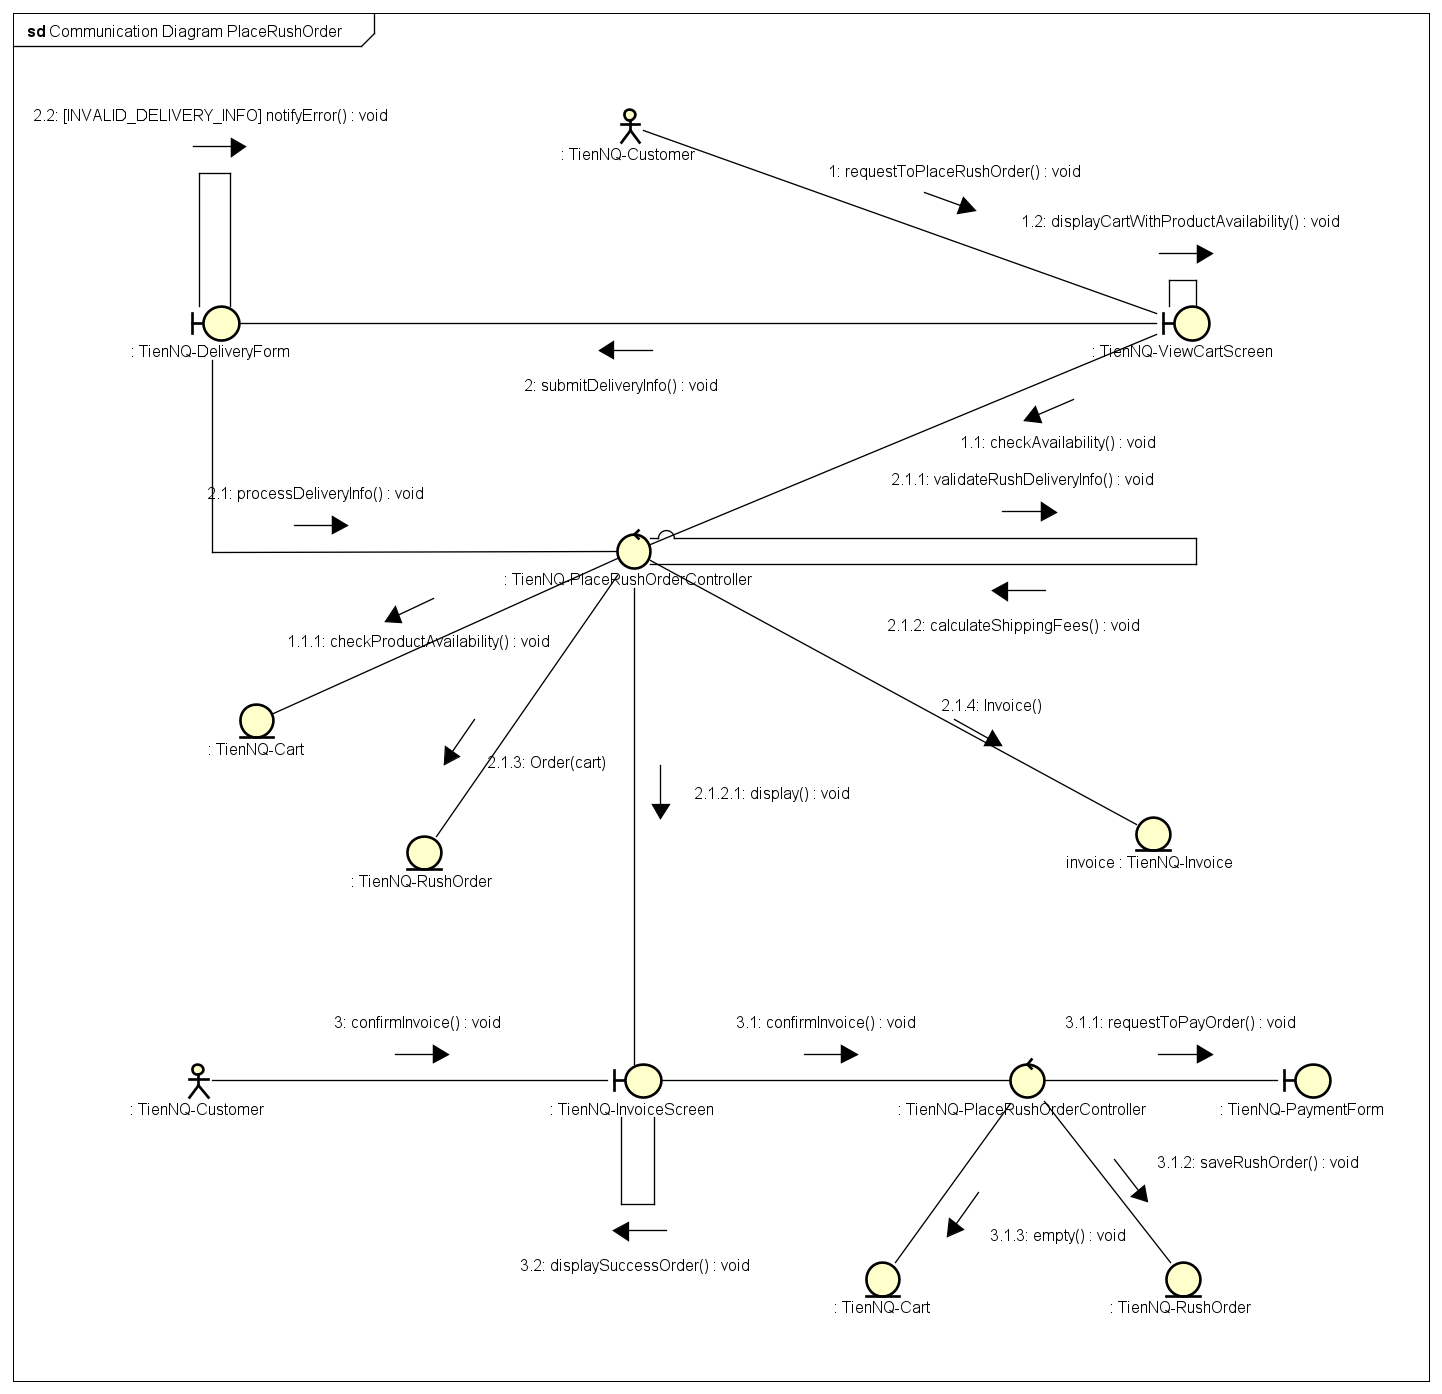 sd Communication Diagram PlaceRushOrder
2.2: [INVALID_DELIVERY_INFO] notifyError() : void
: TienNQ-Customer
1: requestToPlaceRushOrder() : void
1.2: displayCartWithProductAvailability() : void
: TienNQ-DeliveryForm
: TienNQ-ViewCartScreen
2: submitDeliveryInfo() : void
1.1: checkAvailability() : void
2.1.1: validateRushDeliveryInfo() : void
2.1: processDeliveryInfo() : void
: TienNQ-PlaceRushOrderController
2.1.2: calculateShippingFees() : void
1.1.1: checkProductAvailability() : void
2.1.4: Invoice()
: TienNQ-Cart
2.1.3: Order(cart)
2.1.2.1: display() : void
invoice : TienNQ-Invoice
: TienNQ-RushOrder
3: confirmInvoice() : void
3.1: confirmInvoice() : void
3.1.1: requestToPayOrder() : void
: TienNQ-Customer
: TienNQ-InvoiceScreen
: TienNQ-PlaceRushOrderController
: TienNQ-PaymentForm
3.1.2: saveRushOrder() : void
3.1.3: empty() : void
3.2: displaySuccessOrder() : void
: TienNQ-Cart
: TienNQ-RushOrder